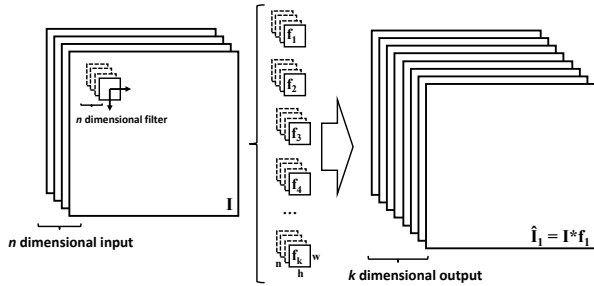 n dimensional filter
I
n dimensional input
f1
f2
f3
f4
...
fk
n
h
w
Î1 = I*f1
k dimensional output